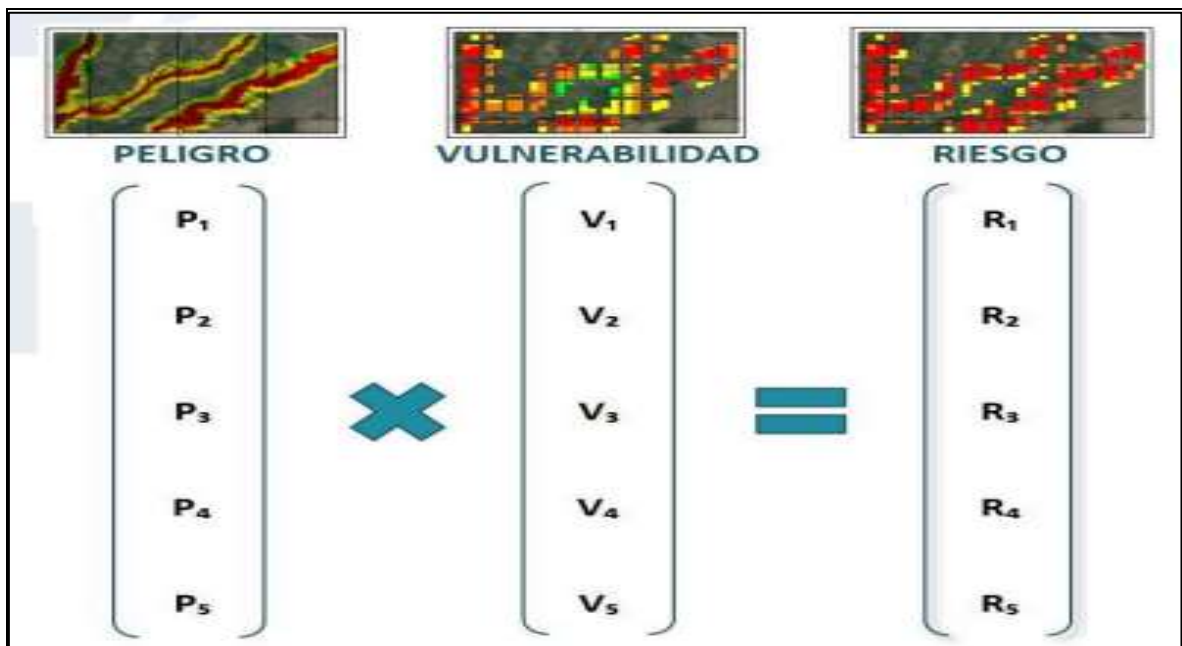 PELIGRO VULNERABILIDAD RIESGO
P₁ V₁ R₁
P₂ V₂ R₂
P₃ V₃ R₃
P₄ V₄ R₄
P₅ V₅ R₅